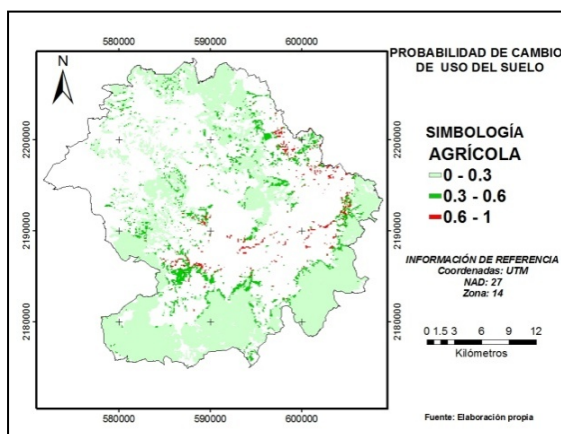 580000 590000 600000
N
2200000 2200000
2190000 2190000
2180000 2180000
580000 590000 600000
PROBABILIDAD DE CAMBIO
DE USO DEL SUELO
SIMBOLOGÍA
AGRÍCOLA
0 - 0.3
0.3 - 0.6
0.6 - 1
INFORMACIÓN DE REFERENCIA
Coordenadas: UTM
NAD: 27
Zona: 14
0 1.5 3 6 9 12
Kilómetros
Fuente: Elaboración propia